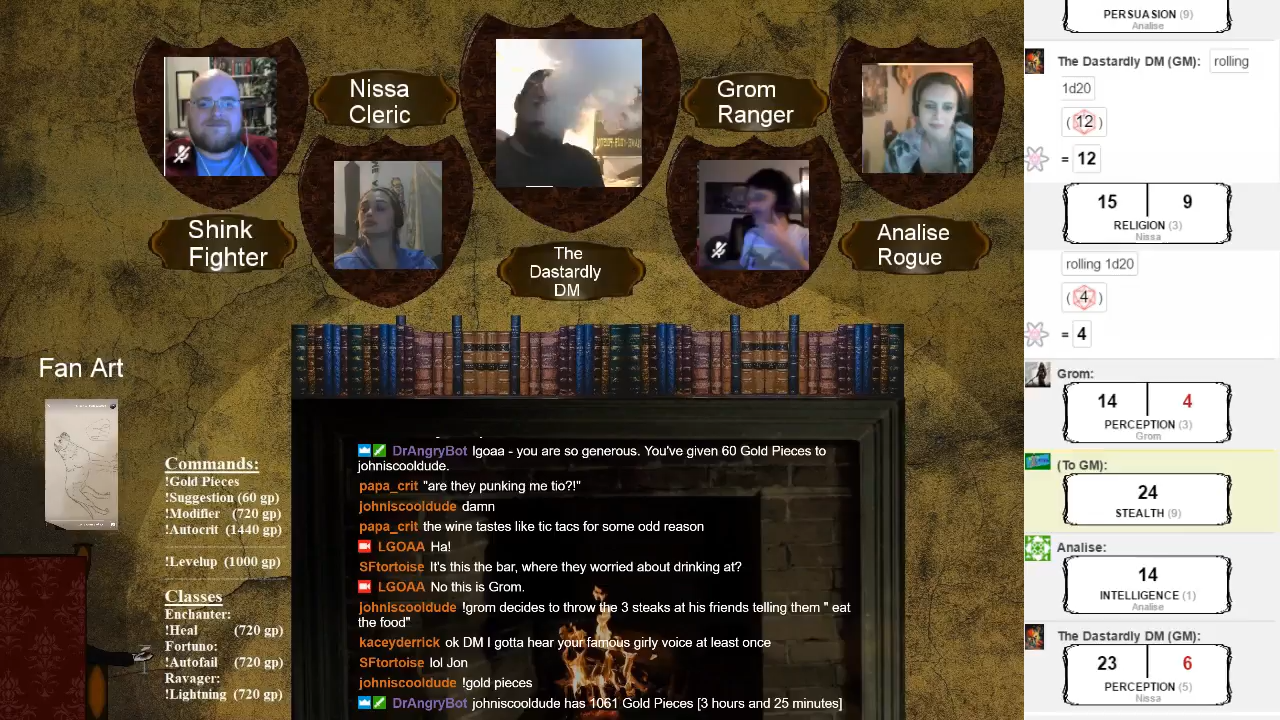 Nissa
Cleric
Grom
Ranger
Shink
Fighter
The
Dastardly
DM
Analise
Rogue
Fan Art
Commands:
!Gold Pieces
!Suggestion (60 gp)
!Modifier (720 gp)
!Autocrit (1440 gp)
!Levelup (1000 gp)
Classes
Enchanter:
!Heal (720 gp)
Fortuno:
!Autofail (720 gp)
Ravager:
!Lightning (720 gp)
DrAngryBot lgoaa - you are so generous. You've given 60 Gold Pieces to
johniscooldude.
papa_crit "are they punking me tio?!"
johniscooldude damn
papa_crit the wine tastes like tic tacs for some odd reason
LGOAA Ha!
SFtortoise It's this the bar, where they worried about drinking at?
LGOAA No this is Grom.
johniscooldude !grom decides to throw the 3 steaks at his friends telling them " eat
the food"
kaceyderrick ok DM I gotta hear your famous girly voice at least once
SFtortoise lol Jon
johniscooldude !gold pieces
DrAngryBot johniscooldude has 1061 Gold Pieces [3 hours and 25 minutes]
PERSUASION (9)
Analise
The Dastardly DM (GM): rolling
1d20
(12)
= 12
15 9
RELIGION (3)
Nissa
rolling 1d20
(4)
= 4
Grom:
14 4
PERCEPTION (3)
Grom
(To GM):
24
STEALTH (9)
Analise:
14
INTELLIGENCE (1)
Analise
The Dastardly DM (GM):
23 6
PERCEPTION (5)
Nissa